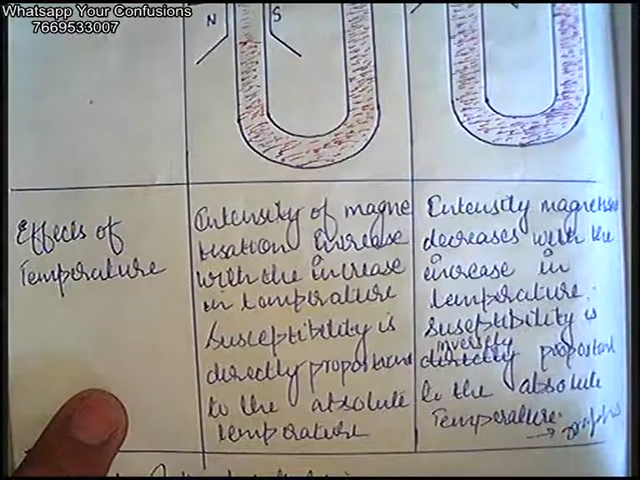 Whatsapp Your Confusions
7669533007
N S
Effects of
Temperature
Intensity of magne
tisation increase
with the increase
in temperature
Susceptibility is
directly proportional
to the absolute
temperature
Intensity magnetisa
decreases with the
increase in
temperature.
Susceptibility is
inversely
directly proportional
to the absolute
Temperature.